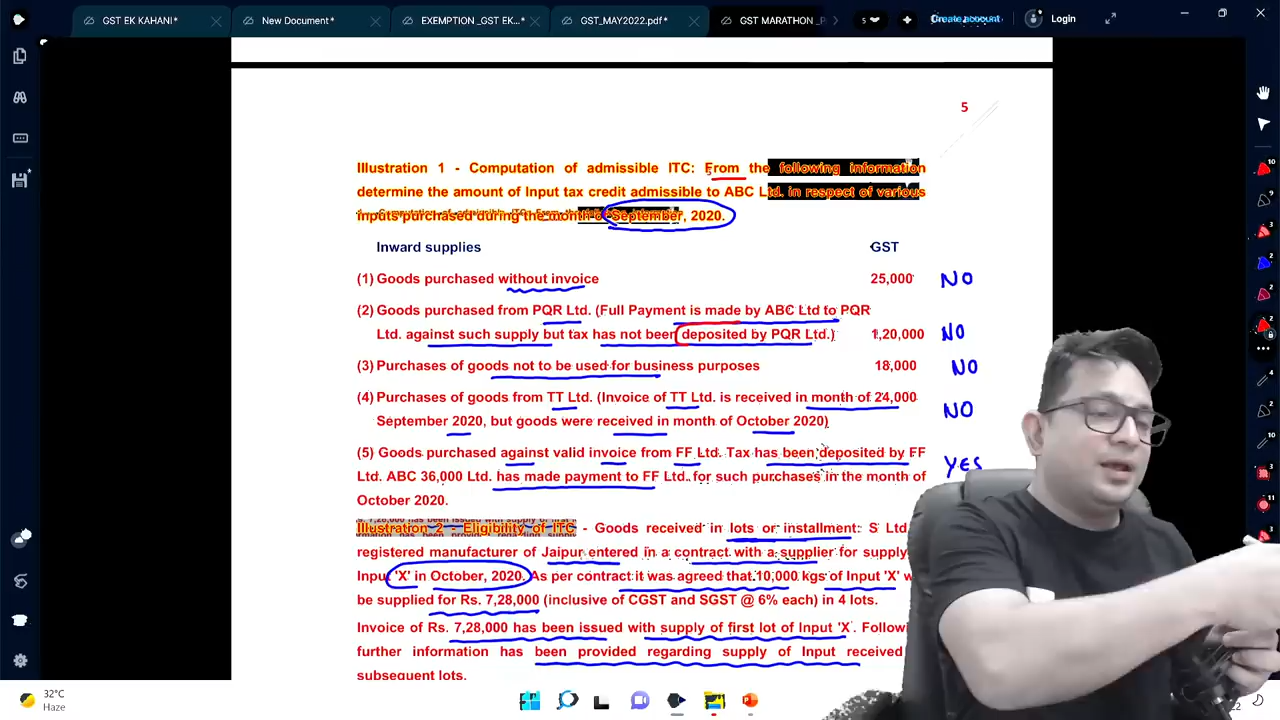 GST EK KAHANI*
New Document*
EXEMPTION _GST EK...*
GST_MAY2022.pdf*
GST MARATHON _P
5
Create account
Login
5
Illustration 1 - Computation of admissible ITC: From the following information
determine the amount of Input tax credit admissible to ABC Ltd. in respect of various
inputs purchased during the month of September, 2020.
Inward supplies GST
(1) Goods purchased without invoice 25,000 NO
(2) Goods purchased from PQR Ltd. (Full Payment is made by ABC Ltd to PQR
Ltd. against such supply but tax has not been deposited by PQR Ltd.) 1,20,000 NO
(3) Purchases of goods not to be used for business purposes 18,000 NO
(4) Purchases of goods from TT Ltd. (Invoice of TT Ltd. is received in month of 24,000
September 2020, but goods were received in month of October 2020) NO
(5) Goods purchased against valid invoice from FF Ltd. Tax has been deposited by FF YES
Ltd. ABC 36,000 Ltd. has made payment to FF Ltd. for such purchases in the month of
October 2020.
Illustration 2 - Eligibility of ITC - Goods received in lots or installment: S Ltd.
registered manufacturer of Jaipur entered in a contract with a supplier for supply
Input 'X' in October, 2020. As per contract it was agreed that 10,000 kgs of Input 'X'
be supplied for Rs. 7,28,000 (inclusive of CGST and SGST @ 6% each) in 4 lots.
Invoice of Rs. 7,28,000 has been issued with supply of first lot of Input 'X'. Followi
further information has been provided regarding supply of Input received
subsequent lots.
32°C
Haze